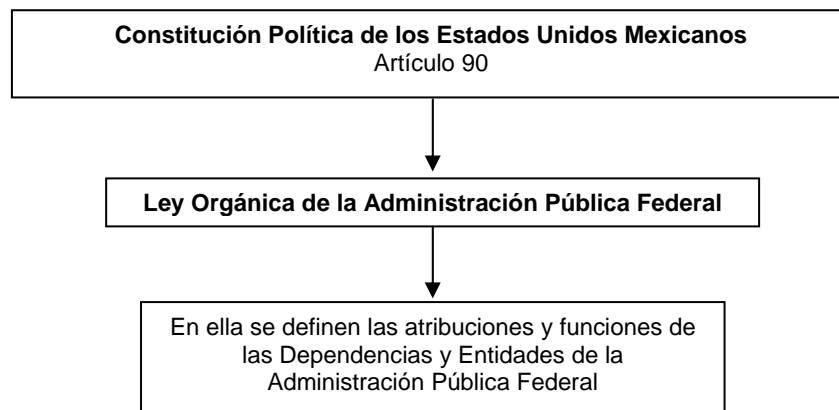 Constitución Política de los Estados Unidos Mexicanos
Artículo 90
Ley Orgánica de la Administración Pública Federal
En ella se definen las atribuciones y funciones de
las Dependencias y Entidades de la
Administración Pública Federal